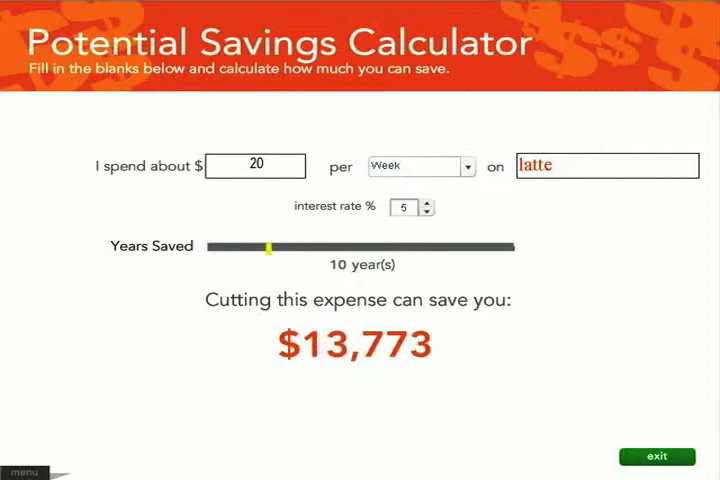 Potential Savings Calculator
Fill in the blanks below and calculate how much you can save.
I spend about $ 20 per Week on latte
interest rate % 5
Years Saved
10 year(s)
Cutting this expense can save you:
$13,773
exit
menu